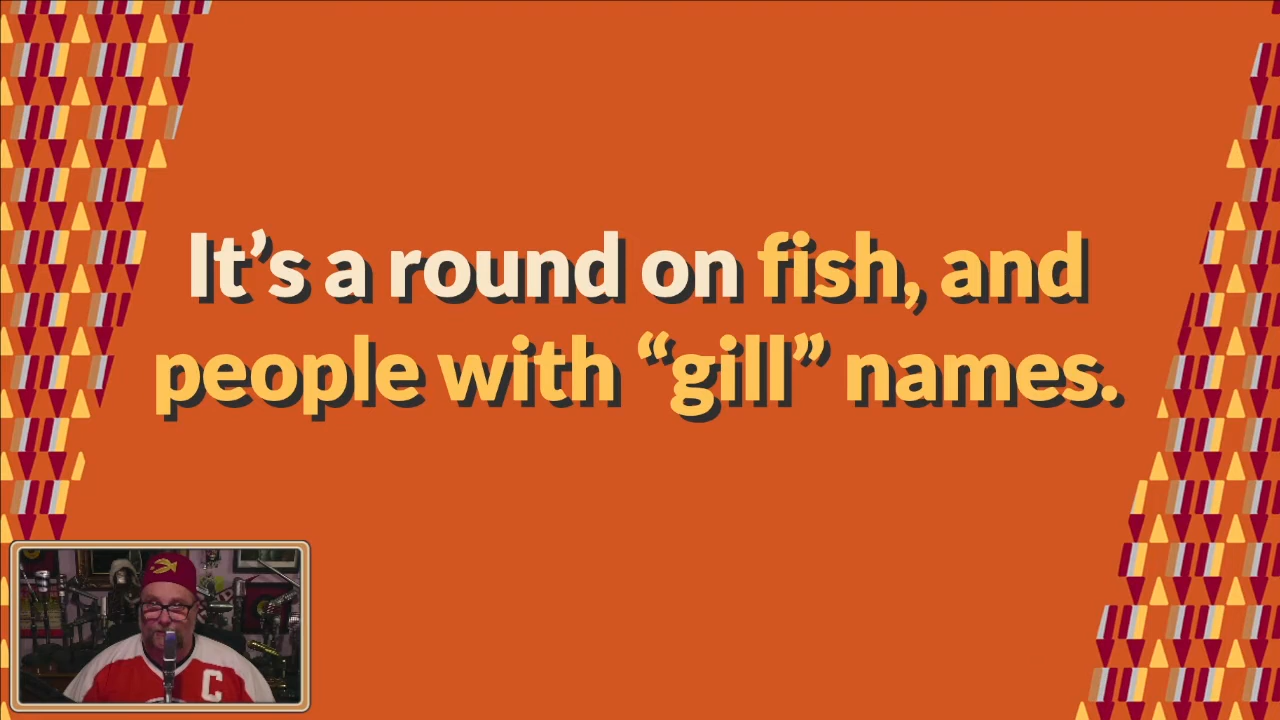 It’s a round on fish, and
people with “gill” names.
C